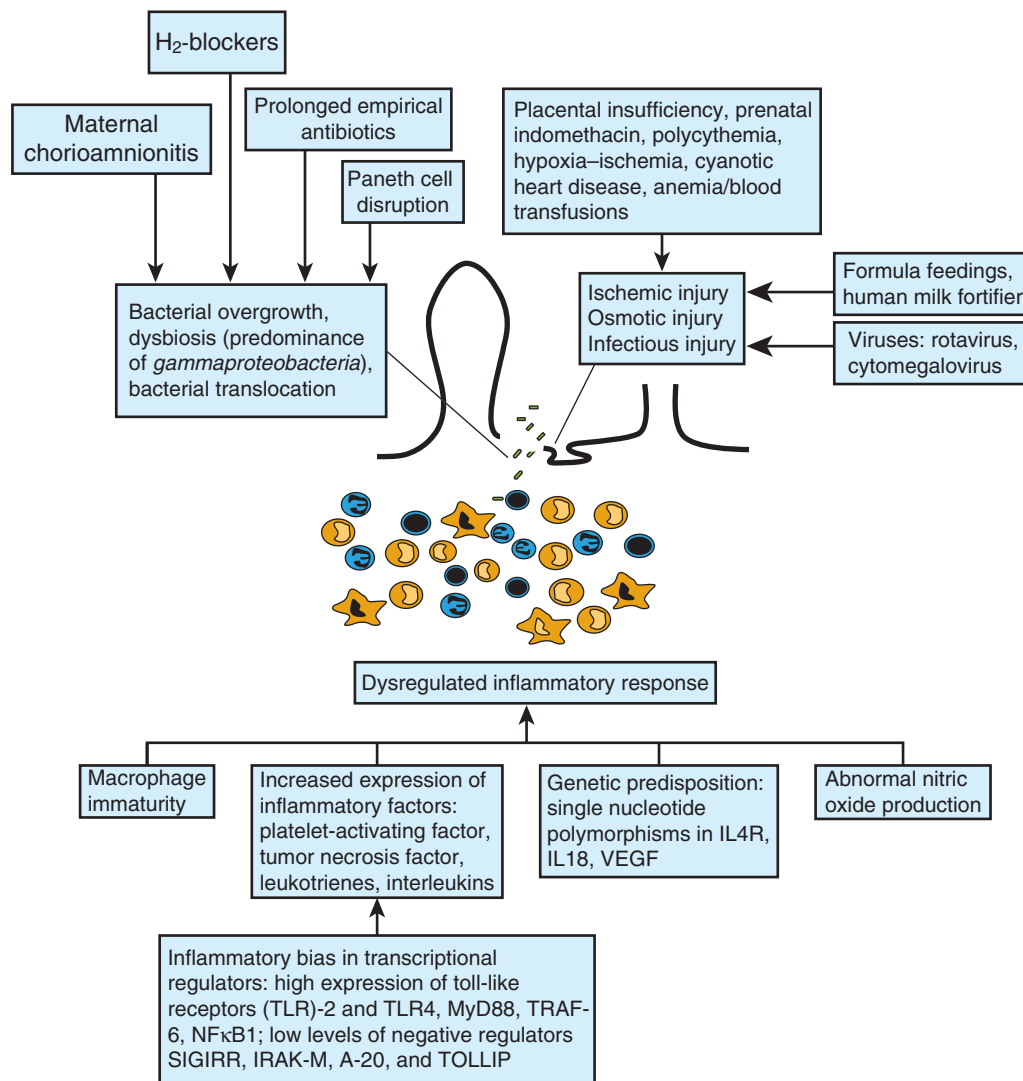 H₂-blockers
Maternal
chorioamnionitis
Prolonged empirical
antibiotics
Paneth cell
disruption
Placental insufficiency, prenatal
indomethacin, polycythemia,
hypoxia–ischemia, cyanotic
heart disease, anemia/blood
transfusions
Bacterial overgrowth,
dysbiosis (predominance
of gammaproteobacteria),
bacterial translocation
Ischemic injury
Osmotic injury
Infectious injury
Formula feedings,
human milk fortifier
Viruses: rotavirus,
cytomegalovirus
Dysregulated inflammatory response
Macrophage
immaturity
Increased expression of
inflammatory factors:
platelet-activating factor,
tumor necrosis factor,
leukotrienes, interleukins
Genetic predisposition:
single nucleotide
polymorphisms in IL4R,
IL18, VEGF
Abnormal nitric
oxide production
Inflammatory bias in transcriptional
regulators: high expression of toll-like
receptors (TLR)-2 and TLR4, MyD88, TRAF-
6, NFκB1; low levels of negative regulators
SIGIRR, IRAK-M, A-20, and TOLLIP